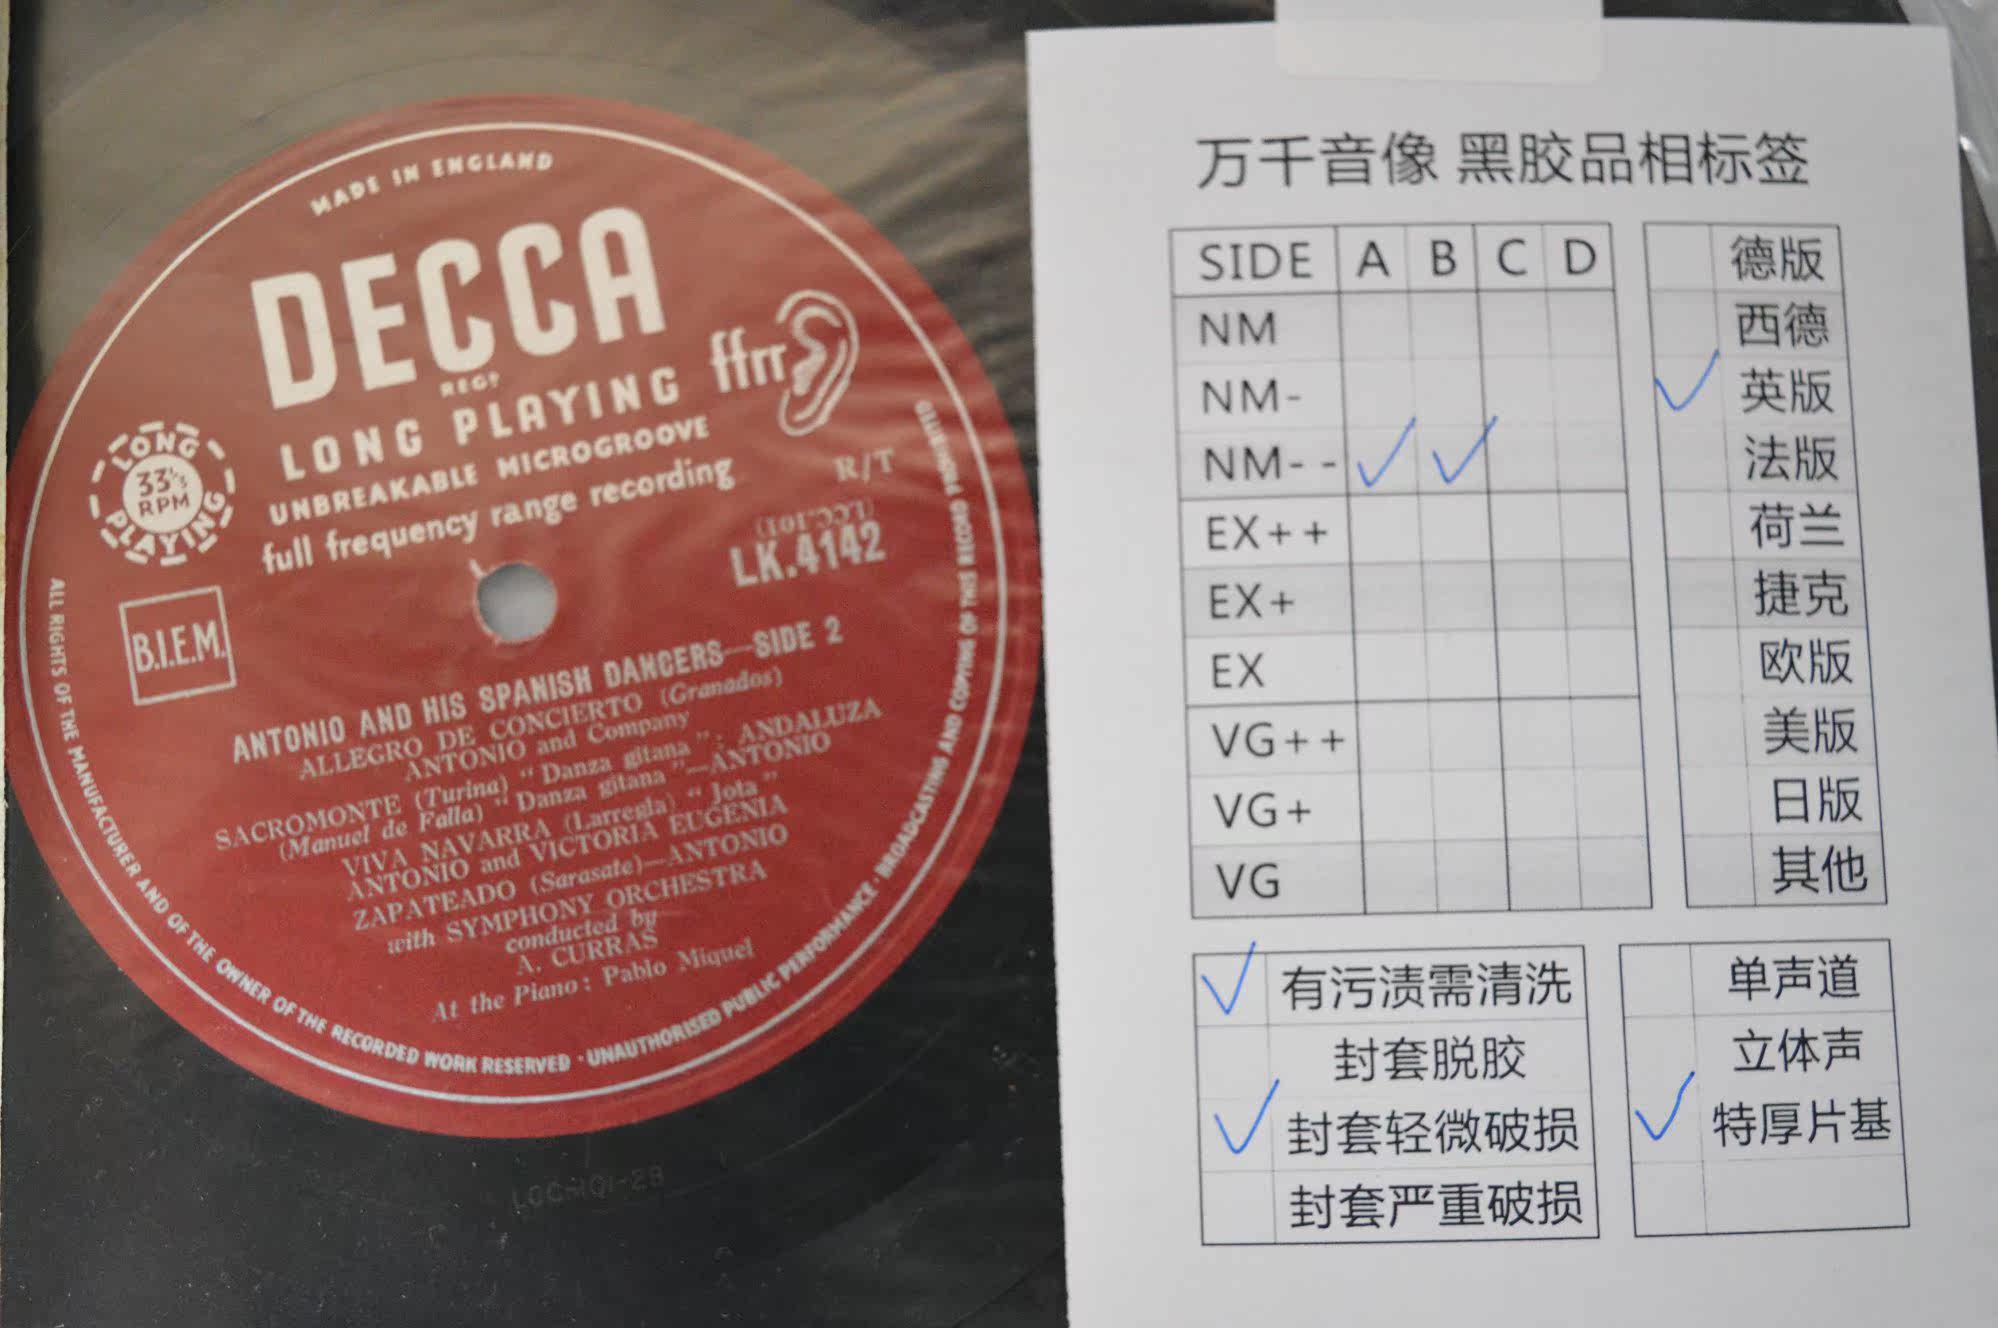 MADE IN ENGLAND
DECCA
REGD
LONG PLAYING
ffrr
UNBREAKABLE MICROGROOVE
full frequency range recording
LONG PLAYING
33⅓ RPM
R/T
(LCC.101)
LK.4142
B.I.E.M.
ANTONIO AND HIS SPANISH DANCERS—SIDE 2
ALLEGRO DE CONCIERTO (Granados)
ANTONIO and Company
SACROMONTE (Turina) "Danza gitana": ANDALUZA
(Manuel de Falla) "Danza gitana"—ANTONIO
VIVA NAVARRA (Larregla) "Jota"
ANTONIO and VICTORIA EUGENIA
ZAPATEADO (Sarasate)—ANTONIO
with SYMPHONY ORCHESTRA
conducted by
A. CURRAS
At the Piano: Pablo Miquel
ALL RIGHTS OF THE MANUFACTURER AND OF THE OWNER OF THE RECORDED WORK RESERVED · UNAUTHORISED PUBLIC PERFORMANCE · BROADCASTING AND COPYING OF THIS RECORD PROHIBITED
万千音像 黑胶品相标签
SIDE A B C D
NM
NM-
NM-- ✓ ✓
EX++
EX+
EX
VG++
VG+
VG
德版
西德
✓ 英版
法版
荷兰
捷克
欧版
美版
日版
其他
✓ 有污渍需清洗
封套脱胶
✓ 封套轻微破损
封套严重破损
单声道
立体声
✓ 特厚片基